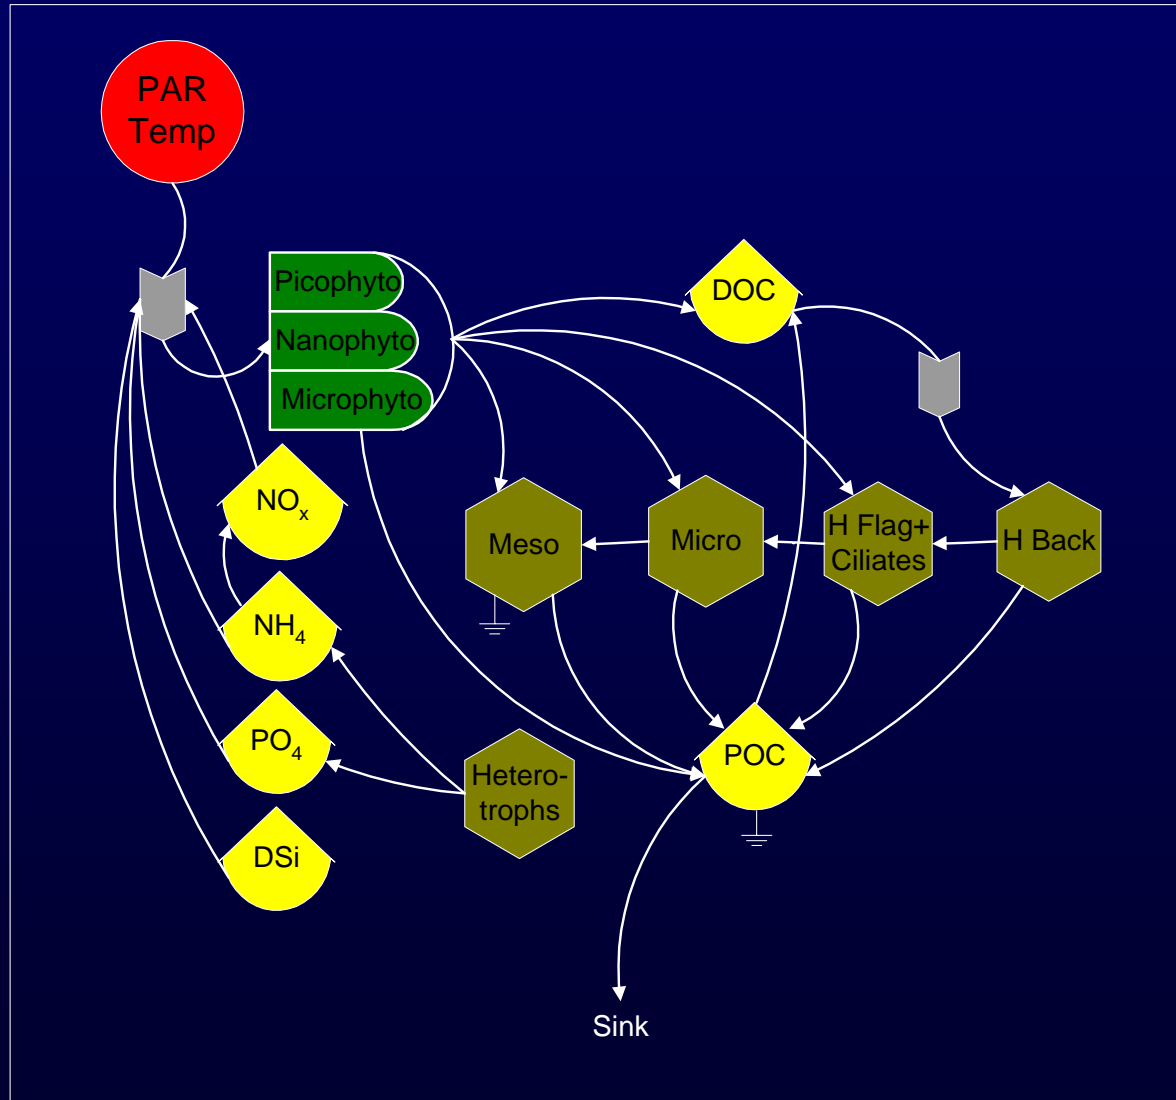 PAR
Temp
Picophyto
Nanophyto
Microphyto
DOC
NOₓ
Meso
Micro
H Flag+
Ciliates
H Back
NH₄
PO₄
Hetero-
trophs
POC
DSi
Sink